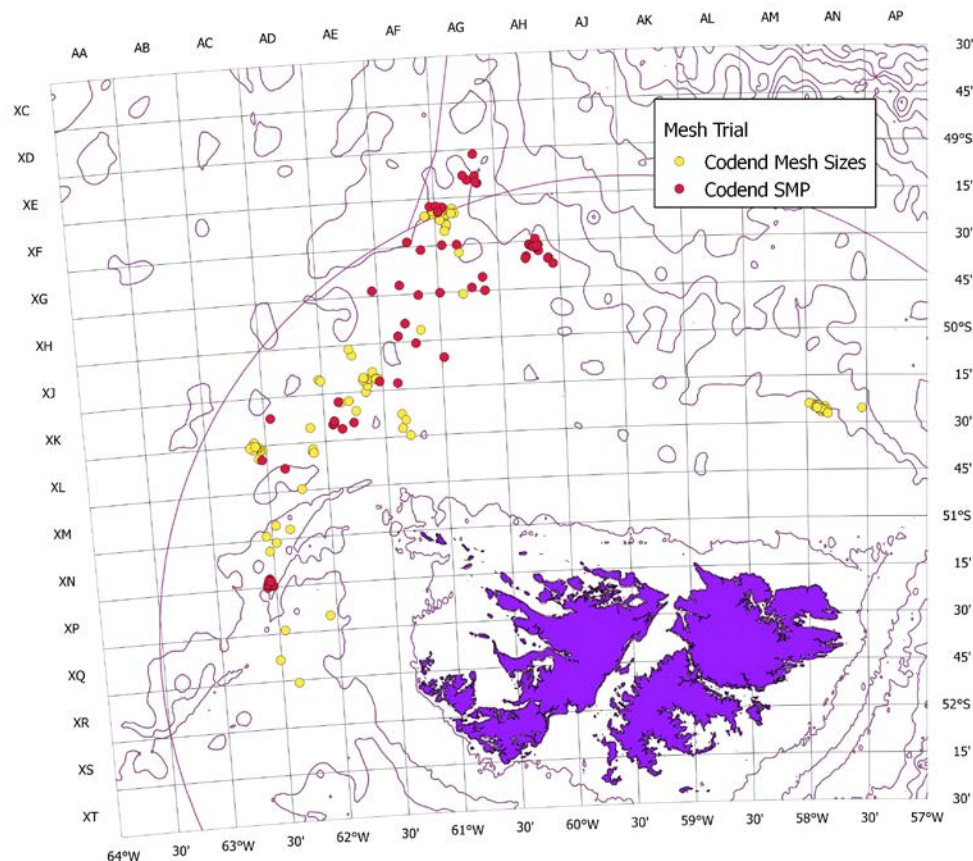 AA AB AC AD AE AF AG AH AJ AK AL AM AN AP
30'
XC
45'
49°S
XD
15'
XE
30'
XF
45'
XG
50°S
XH
15'
XJ
30'
XK
45'
XL
51°S
XM
15'
XN
30'
XP
45'
XQ
52°S
XR
15'
XS
30'
XT
Mesh Trial
Codend Mesh Sizes
Codend SMP
64°W 30' 63°W 30' 62°W 30' 61°W 30' 60°W 30' 59°W 30' 58°W 30' 57°W